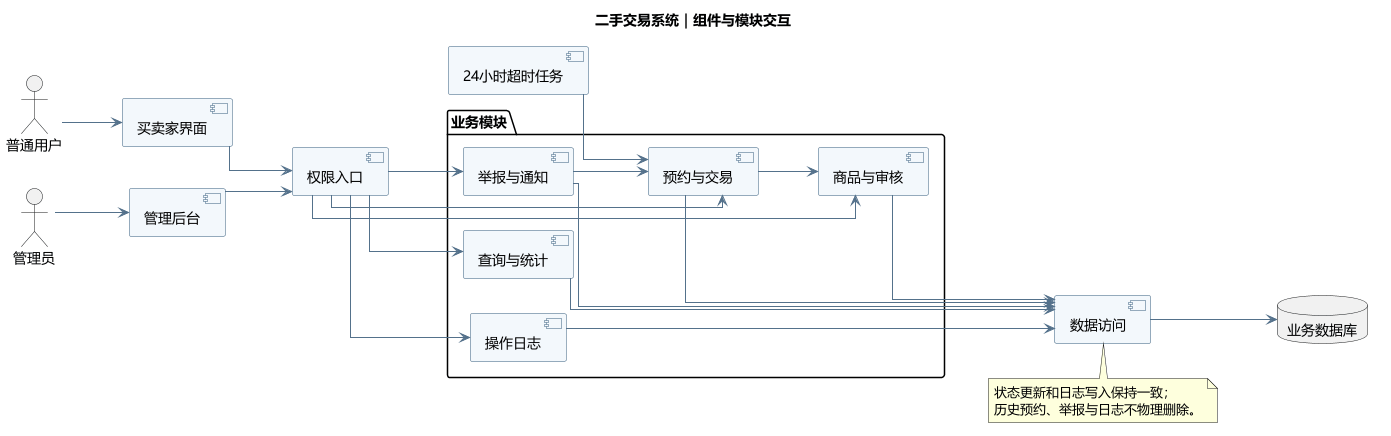 二手交易系统 | 组件与模块交互
24小时超时任务
普通用户
买卖家界面
业务模块
权限入口
举报与通知
预约与交易
商品与审核
管理员
管理后台
查询与统计
操作日志
数据访问
业务数据库
状态更新和日志写入保持一致；
历史预约、举报与日志不物理删除。